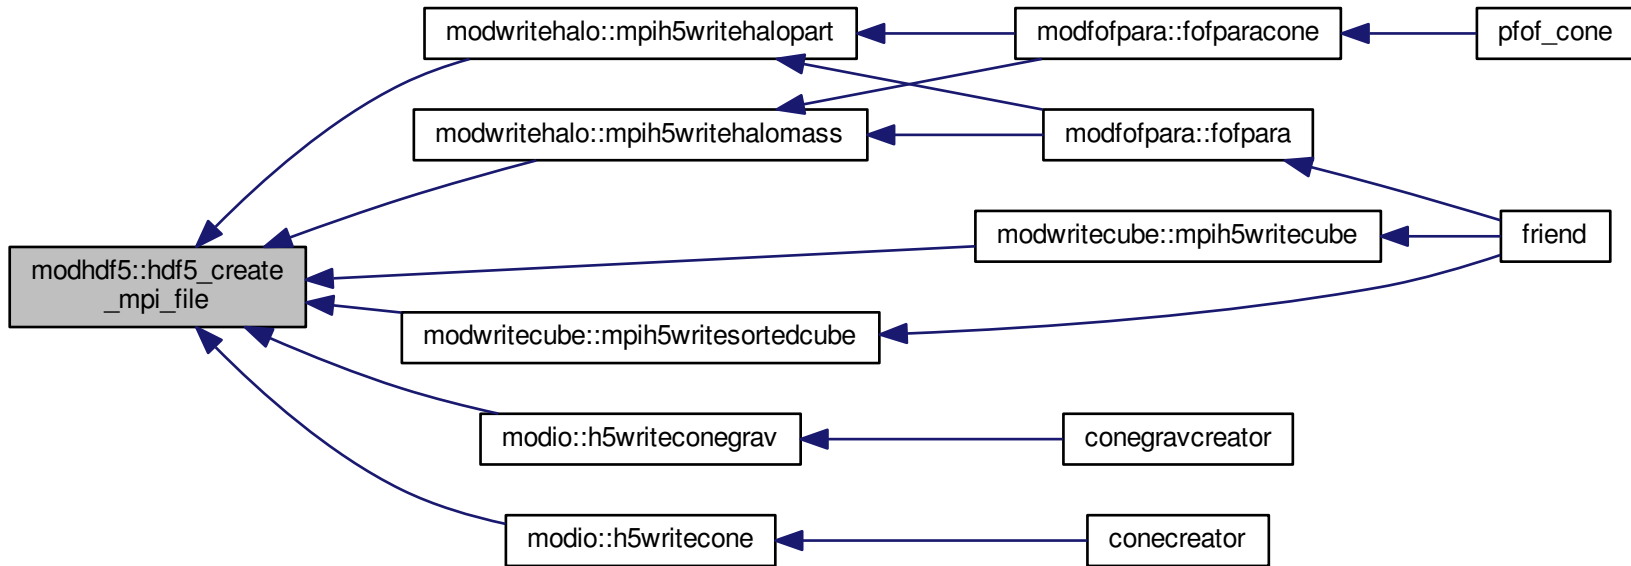 modwritehalo::mpih5writehalopart
modfofpara::fofparacone
pfof_cone
modwritehalo::mpih5writehalomass
modfofpara::fofpara
modwritecube::mpih5writecube
friend
modhdf5::hdf5_create
_mpi_file
modwritecube::mpih5writesortedcube
modio::h5writeconegrav
conegravcreator
modio::h5writecone
conecreator